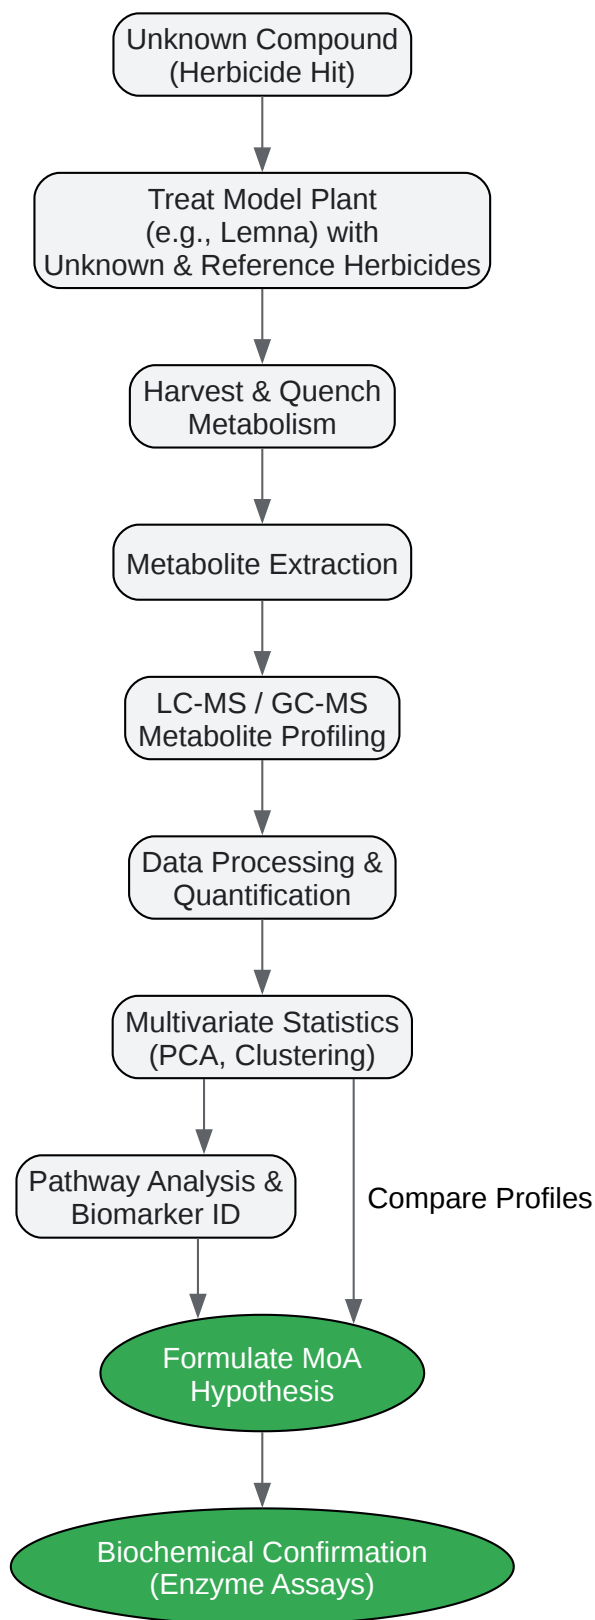 Unknown Compound
(Herbicide Hit)
Treat Model Plant
(e.g., Lemna) with
Unknown & Reference Herbicides
Harvest & Quench
Metabolism
Metabolite Extraction
LC-MS / GC-MS
Metabolite Profiling
Data Processing &
Quantification
Multivariate Statistics
(PCA, Clustering)
Pathway Analysis &
Biomarker ID
Compare Profiles
Formulate MoA
Hypothesis
Biochemical Confirmation
(Enzyme Assays)